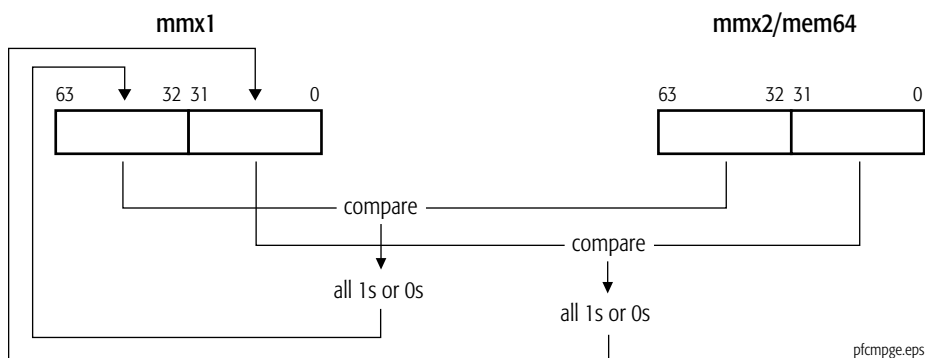 mmx1 mmx2/mem64
63 32 31 0 63 32 31 0
compare
compare
all 1s or 0s
all 1s or 0s
pfcmpge.eps